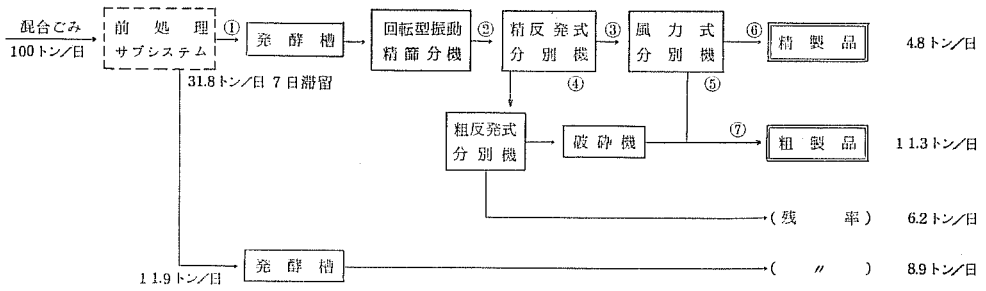 混合ごみ
100トン/日
前処理
サブシステム
①
31.8トン/日 7日滞留
発酵槽
回転型振動
精篩分機
②
精反発式
分別機
③
④
風力式
分別機
⑤
⑥
精製品
4.8トン/日
粗反発式
分別機
破砕機
⑦
粗製品
11.3トン/日
(残率)
6.2トン/日
11.9トン/日
発酵槽
(〃)
8.9トン/日